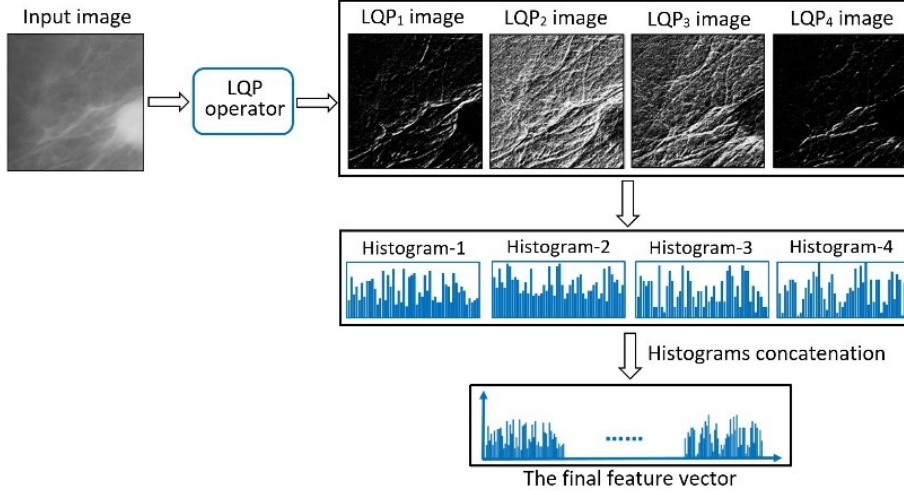 Input image
LQP
operator
LQP₁ image
LQP₂ image
LQP₃ image
LQP₄ image
Histogram-1
Histogram-2
Histogram-3
Histogram-4
Histograms concatenation
......
The final feature vector